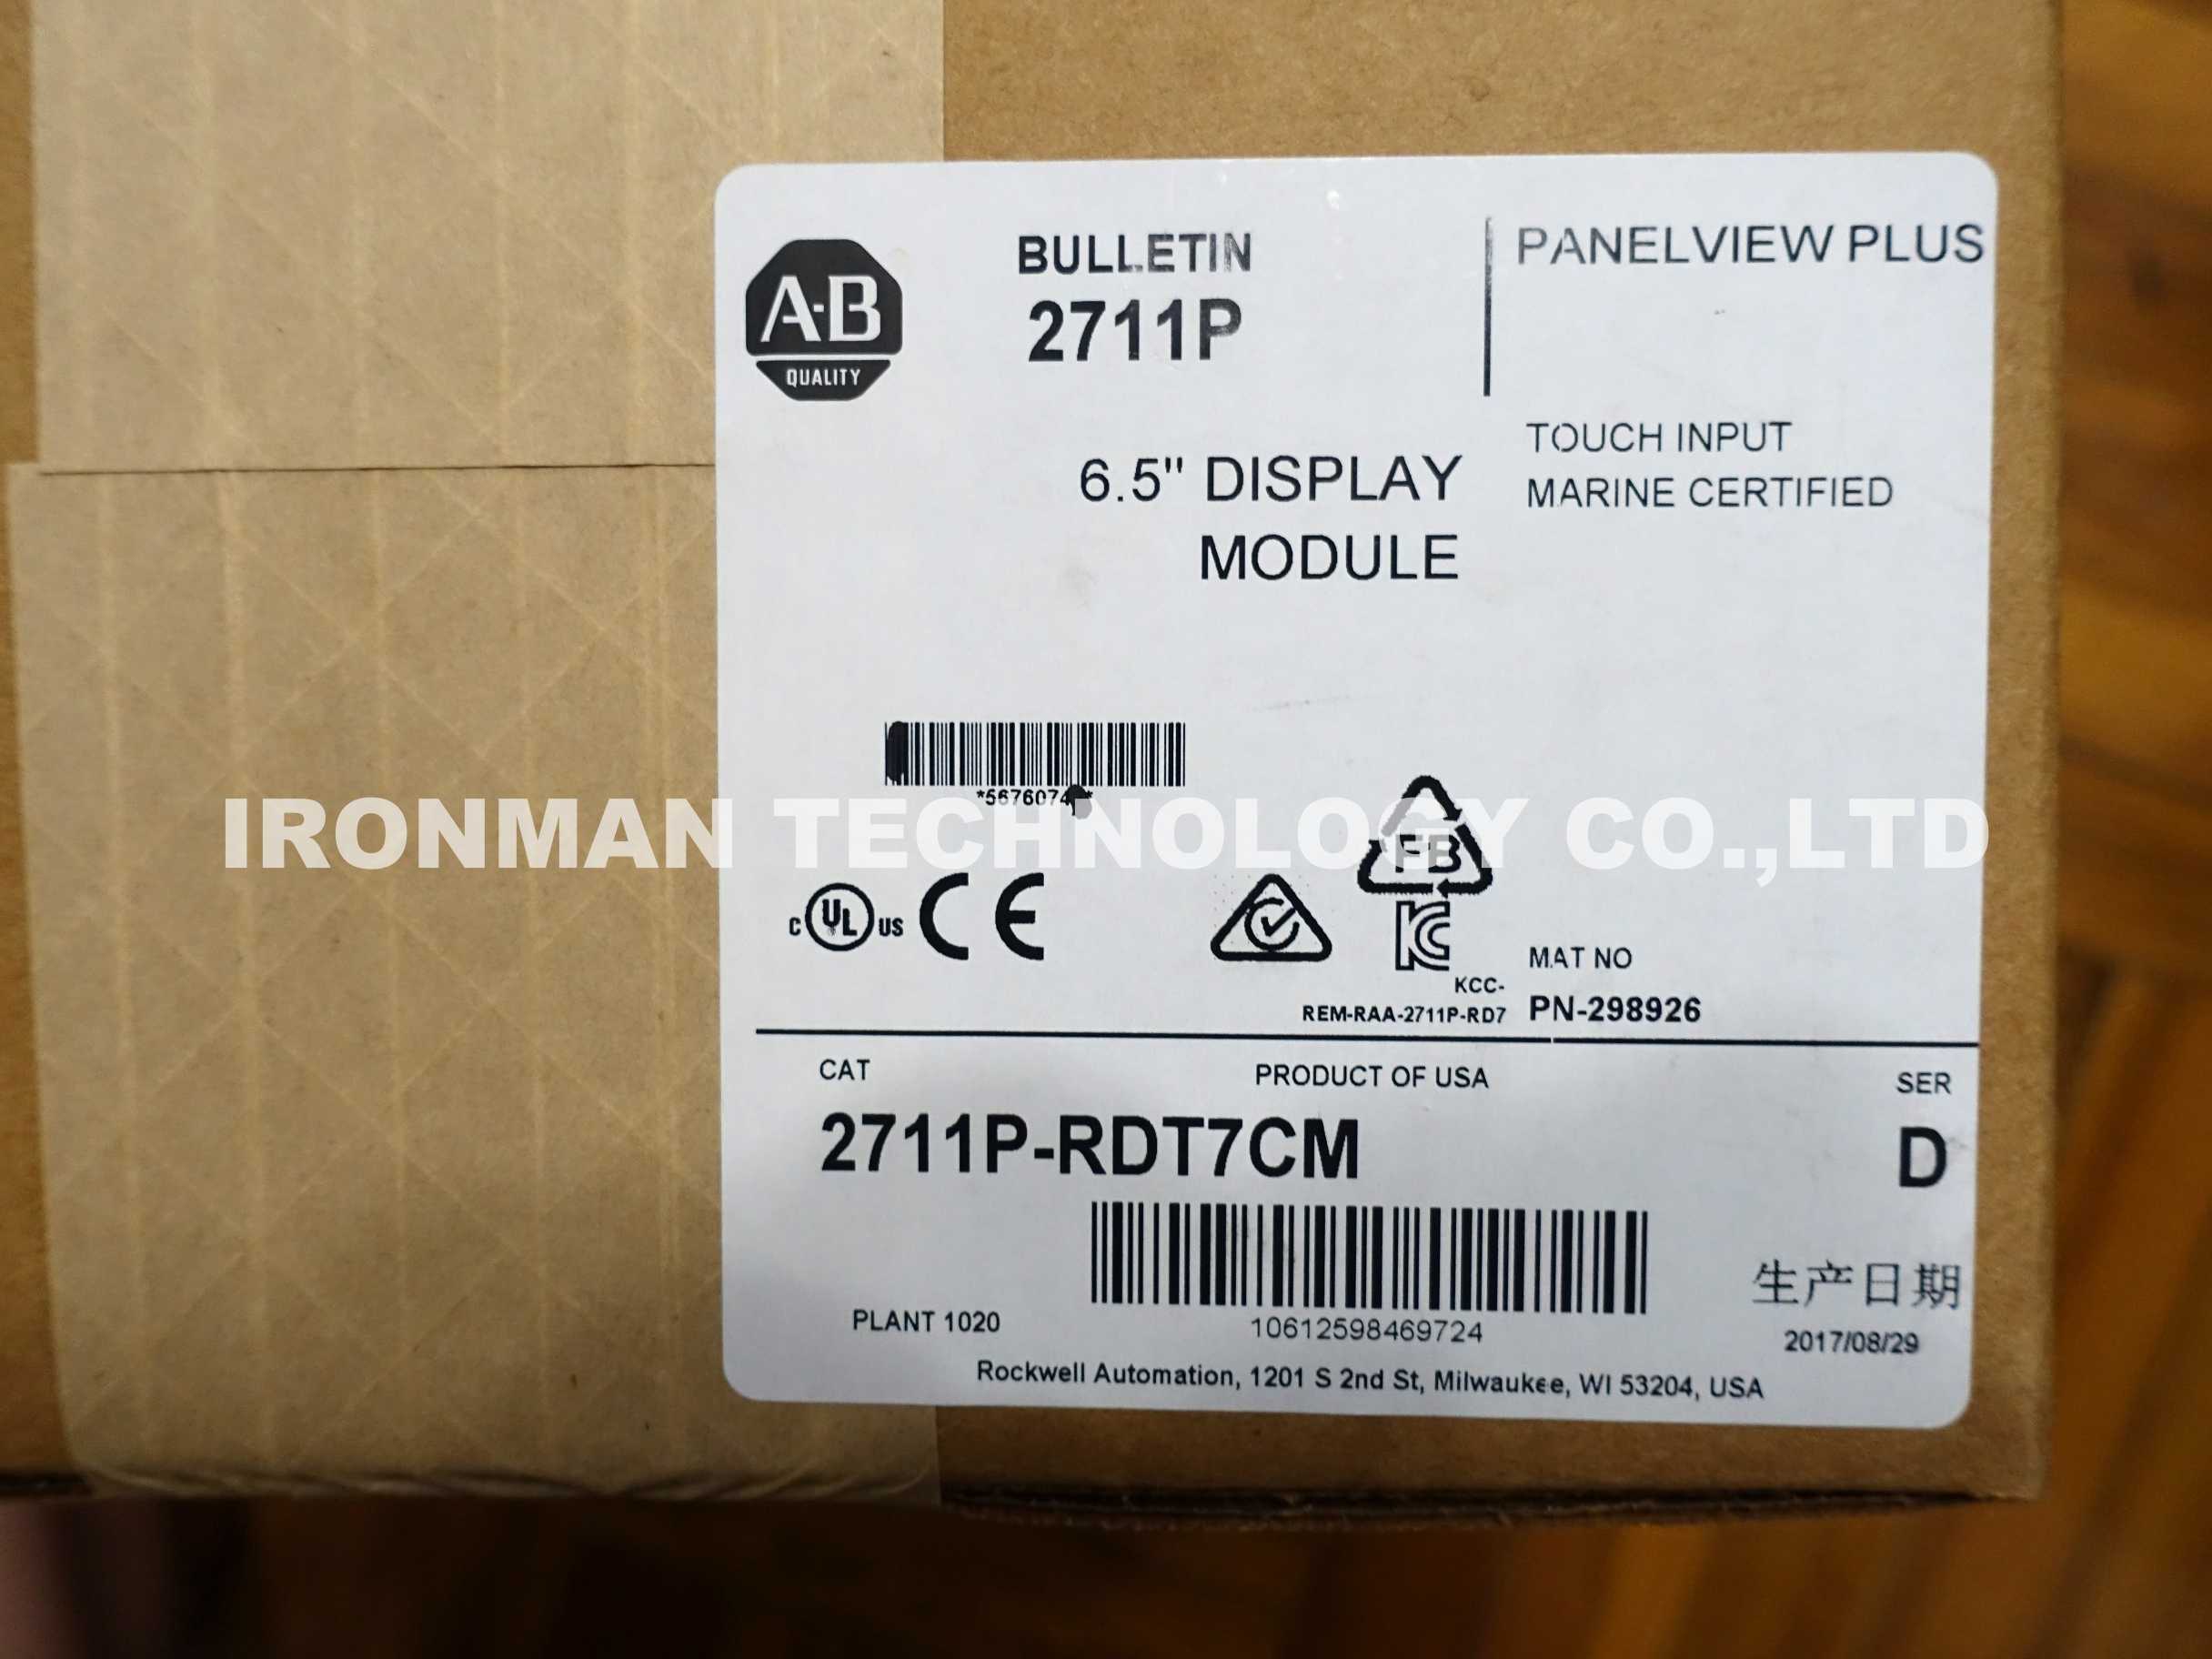 A-B
QUALITY
BULLETIN
2711P
PANELVIEW PLUS
6.5" DISPLAY
MODULE
TOUCH INPUT
MARINE CERTIFIED
IRONMAN TECHNOLOGY CO.,LTD
C UL US CE
KC
KCC-
REM-RAA-2711P-RD7
MAT NO
PN-298926
CAT
PRODUCT OF USA
SER
2711P-RDT7CM
D
PLANT 1020
10612598469724
生产日期
2017/08/29
Rockwell Automation, 1201 S 2nd St, Milwaukee, WI 53204, USA